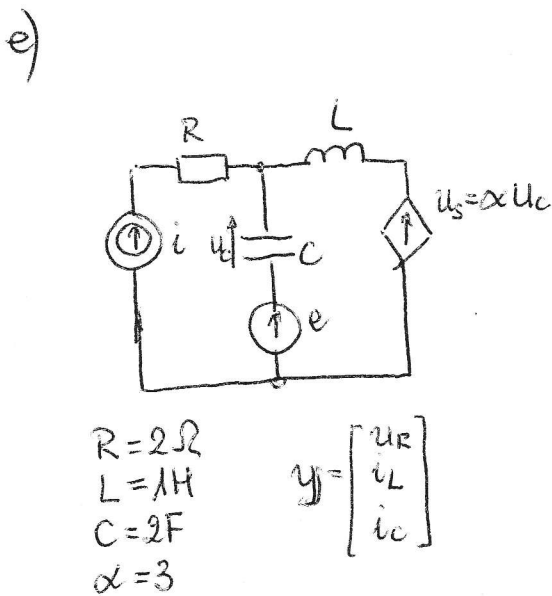 e)
L
R
u_s=αu_c
i
u_c
C
e
R=2Ω
L=1H
C=2F
α=3
y=[u_R
i_L
i_c]